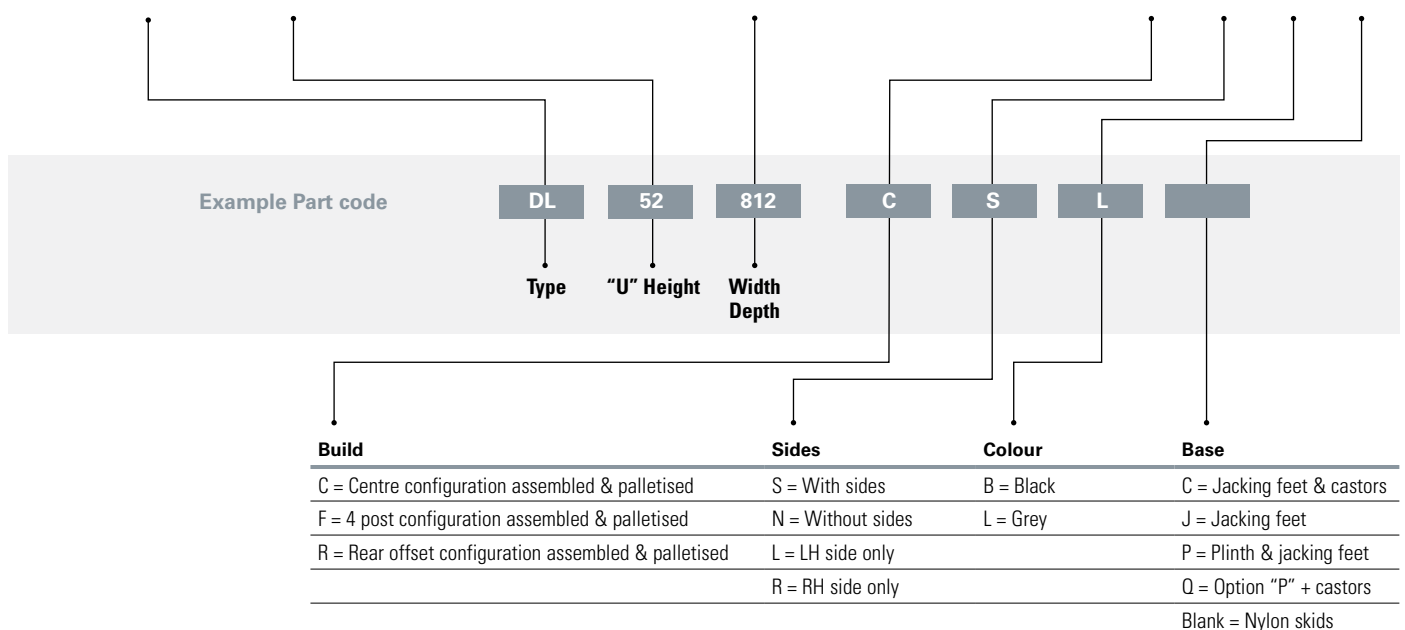 Example Part code DL 52 812 C S L
Type "U" Height Width
Depth
Build Sides Colour Base
C = Centre configuration assembled & palletised S = With sides B = Black C = Jacking feet & castors
F = 4 post configuration assembled & palletised N = Without sides L = Grey J = Jacking feet
R = Rear offset configuration assembled & palletised L = LH side only P = Plinth & jacking feet
R = RH side only Q = Option "P" + castors
Blank = Nylon skids